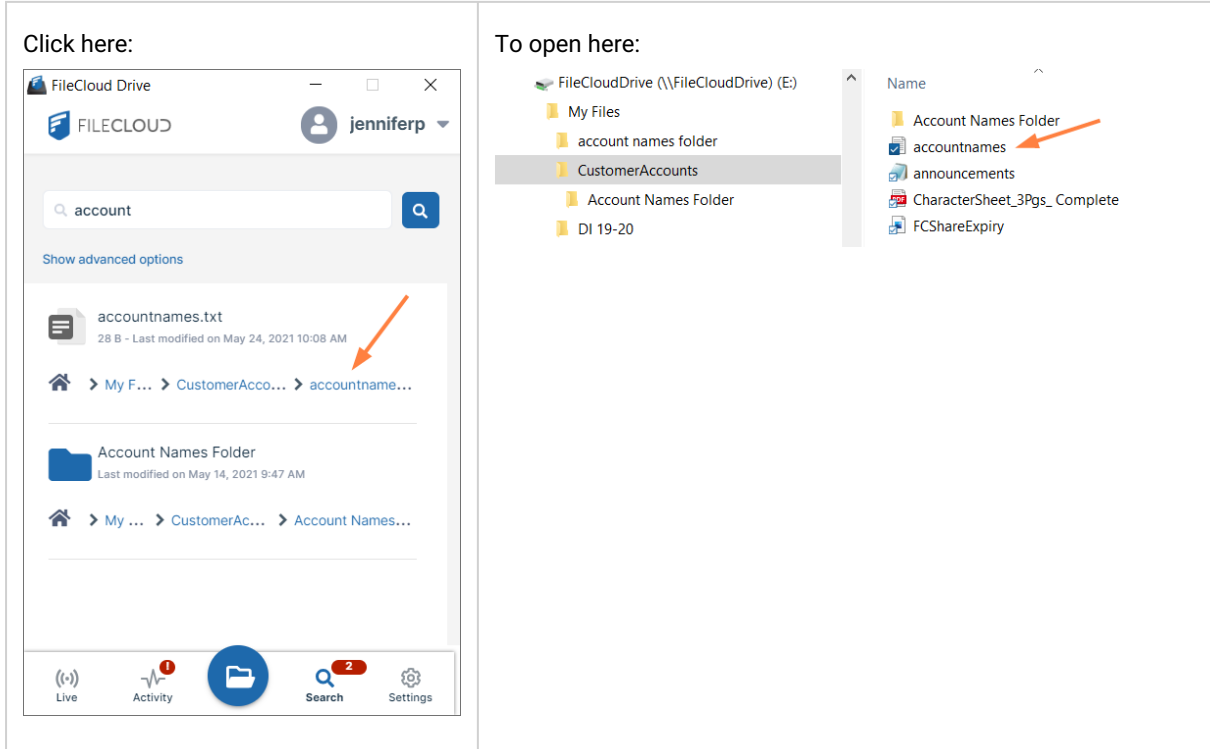 Click here:
FileCloud Drive
FILECLOUD
jenniferp
account
Show advanced options
accountnames.txt
28 B - Last modified on May 24, 2021 10:08 AM
My F... CustomerAcco... accountname...
Account Names Folder
Last modified on May 14, 2021 9:47 AM
My ... CustomerAc... Account Names...
! 2
Live Activity Search Settings
To open here:
FileCloudDrive (\\FileCloudDrive) (E:)
My Files
account names folder
CustomerAccounts
Account Names Folder
DI 19-20
Name
Account Names Folder
accountnames
announcements
PDF CharacterSheet_3Pgs_ Complete
FCShareExpiry